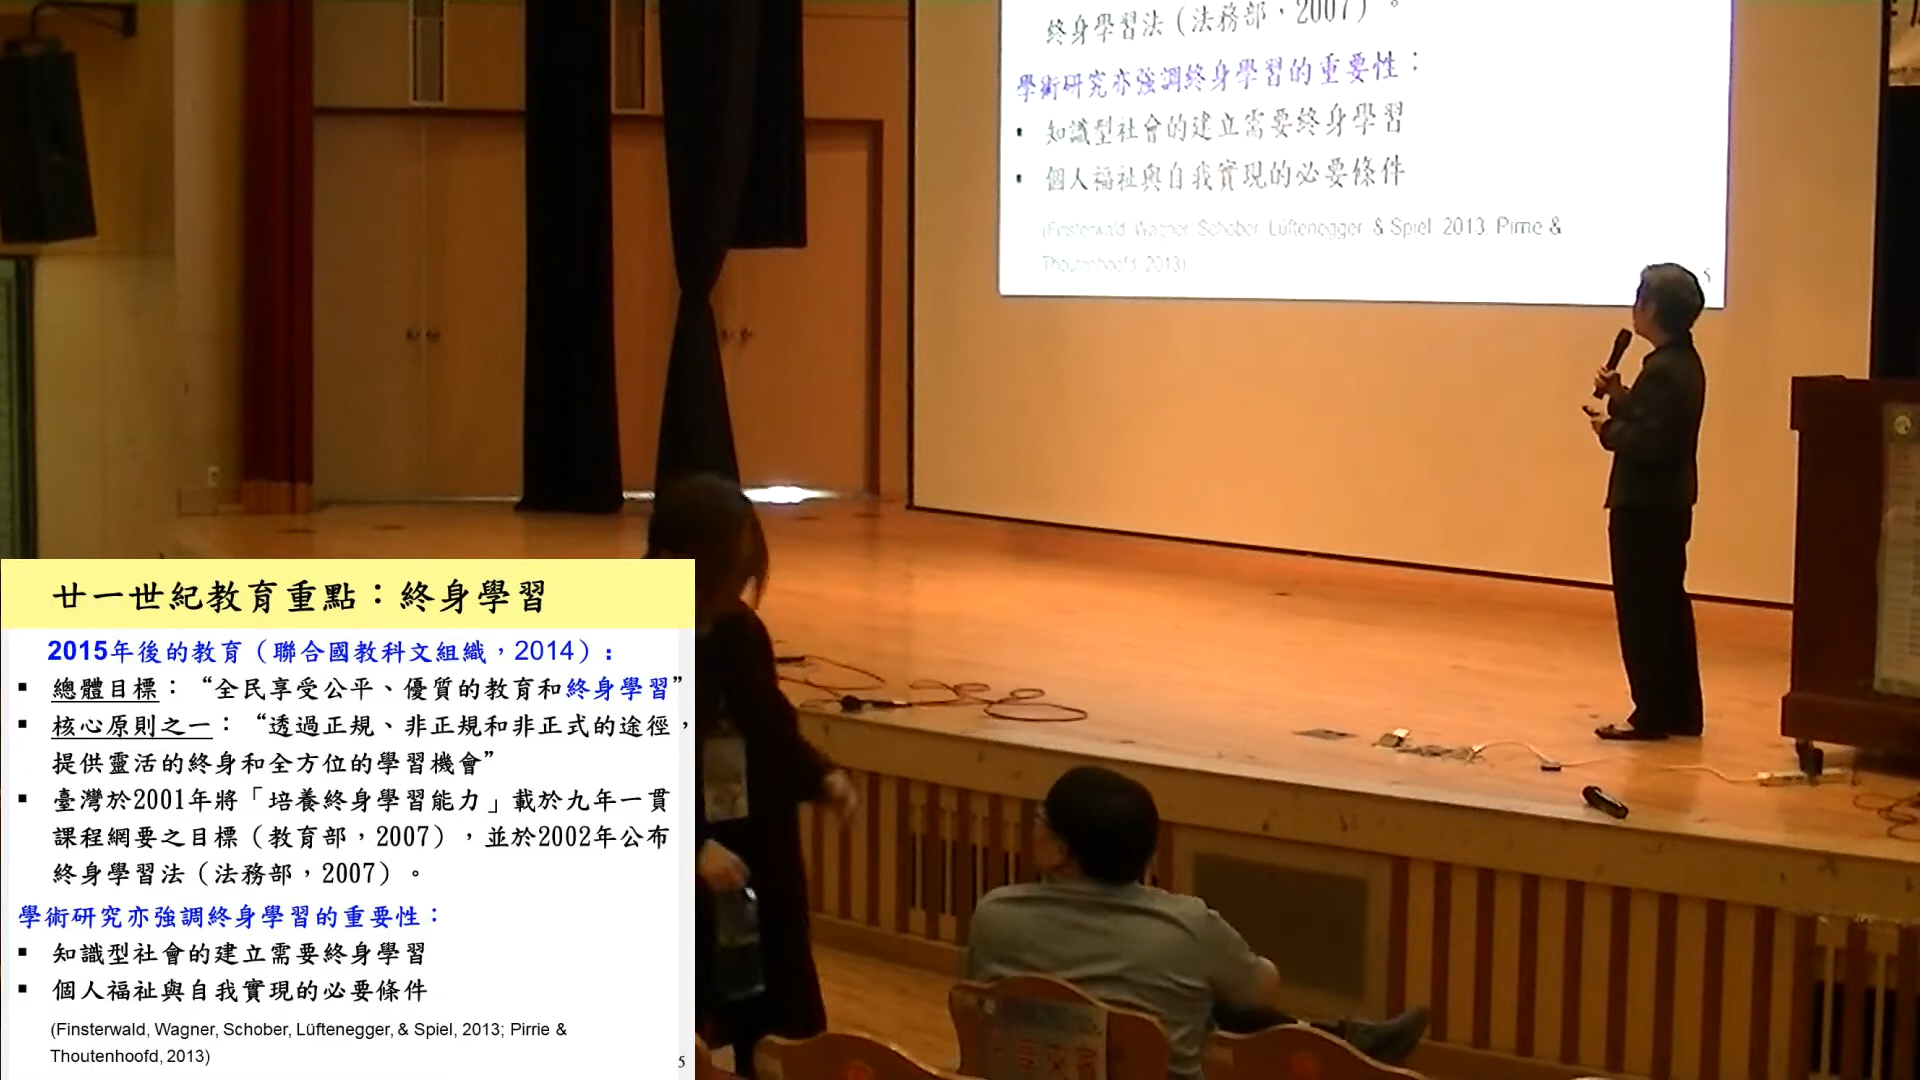 終身學習法（法務部，2007）。
學術研究亦強調終身學習的重要性：
▪ 知識型社會的建立需要終身學習
▪ 個人福祉與自我實現的必要條件
(Finsterwald, Wagner, Schober, Lüftenegger, & Spiel, 2013; Pirrie &
Thoutenhoofd, 2013)
5
廿一世紀教育重點：終身學習
2015年後的教育（聯合國教科文組織，2014）：
▪ 總體目標：“全民享受公平、優質的教育和終身學習”
▪ 核心原則之一：“透過正規、非正規和非正式的途徑，
提供靈活的終身和全方位的學習機會”
▪ 臺灣於2001年將「培養終身學習能力」載於九年一貫
課程網要之目標（教育部，2007），並於2002年公布
終身學習法（法務部，2007）。
學術研究亦強調終身學習的重要性：
▪ 知識型社會的建立需要終身學習
▪ 個人福祉與自我實現的必要條件
(Finsterwald, Wagner, Schober, Lüftenegger, & Spiel, 2013; Pirrie &
Thoutenhoofd, 2013)
5